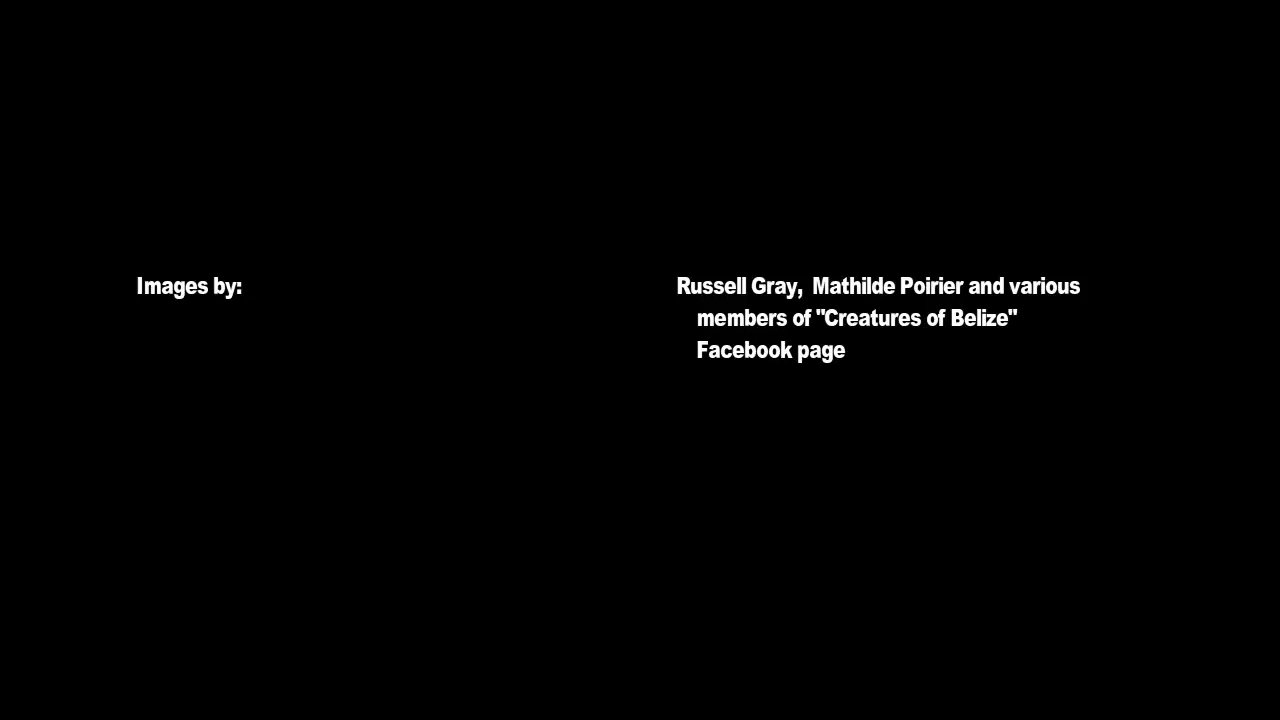 Images by:
Russell Gray,  Mathilde Poirier and various
members of "Creatures of Belize"
Facebook page